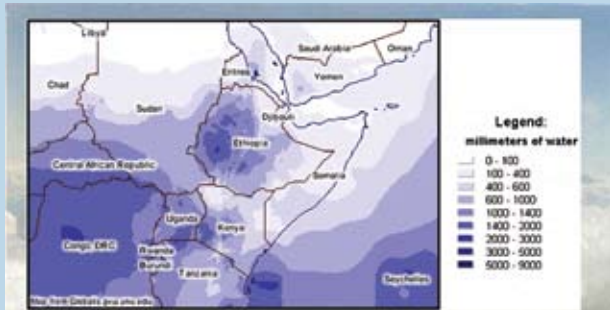 Libya
Saudi Arabia
Oman
Eritrea
Yemen
Chad
Sudan
Djibouti
Ethiopia
Central African Republic
Somalia
Uganda
Kenya
Congo DRC
Rwanda
Burundi
Tanzania
Seychelles
Legend:
millimeters of water
0 - 100
100 - 400
400 - 600
600 - 1000
1000 - 1400
1400 - 2000
2000 - 3000
3000 - 5000
5000 - 9000